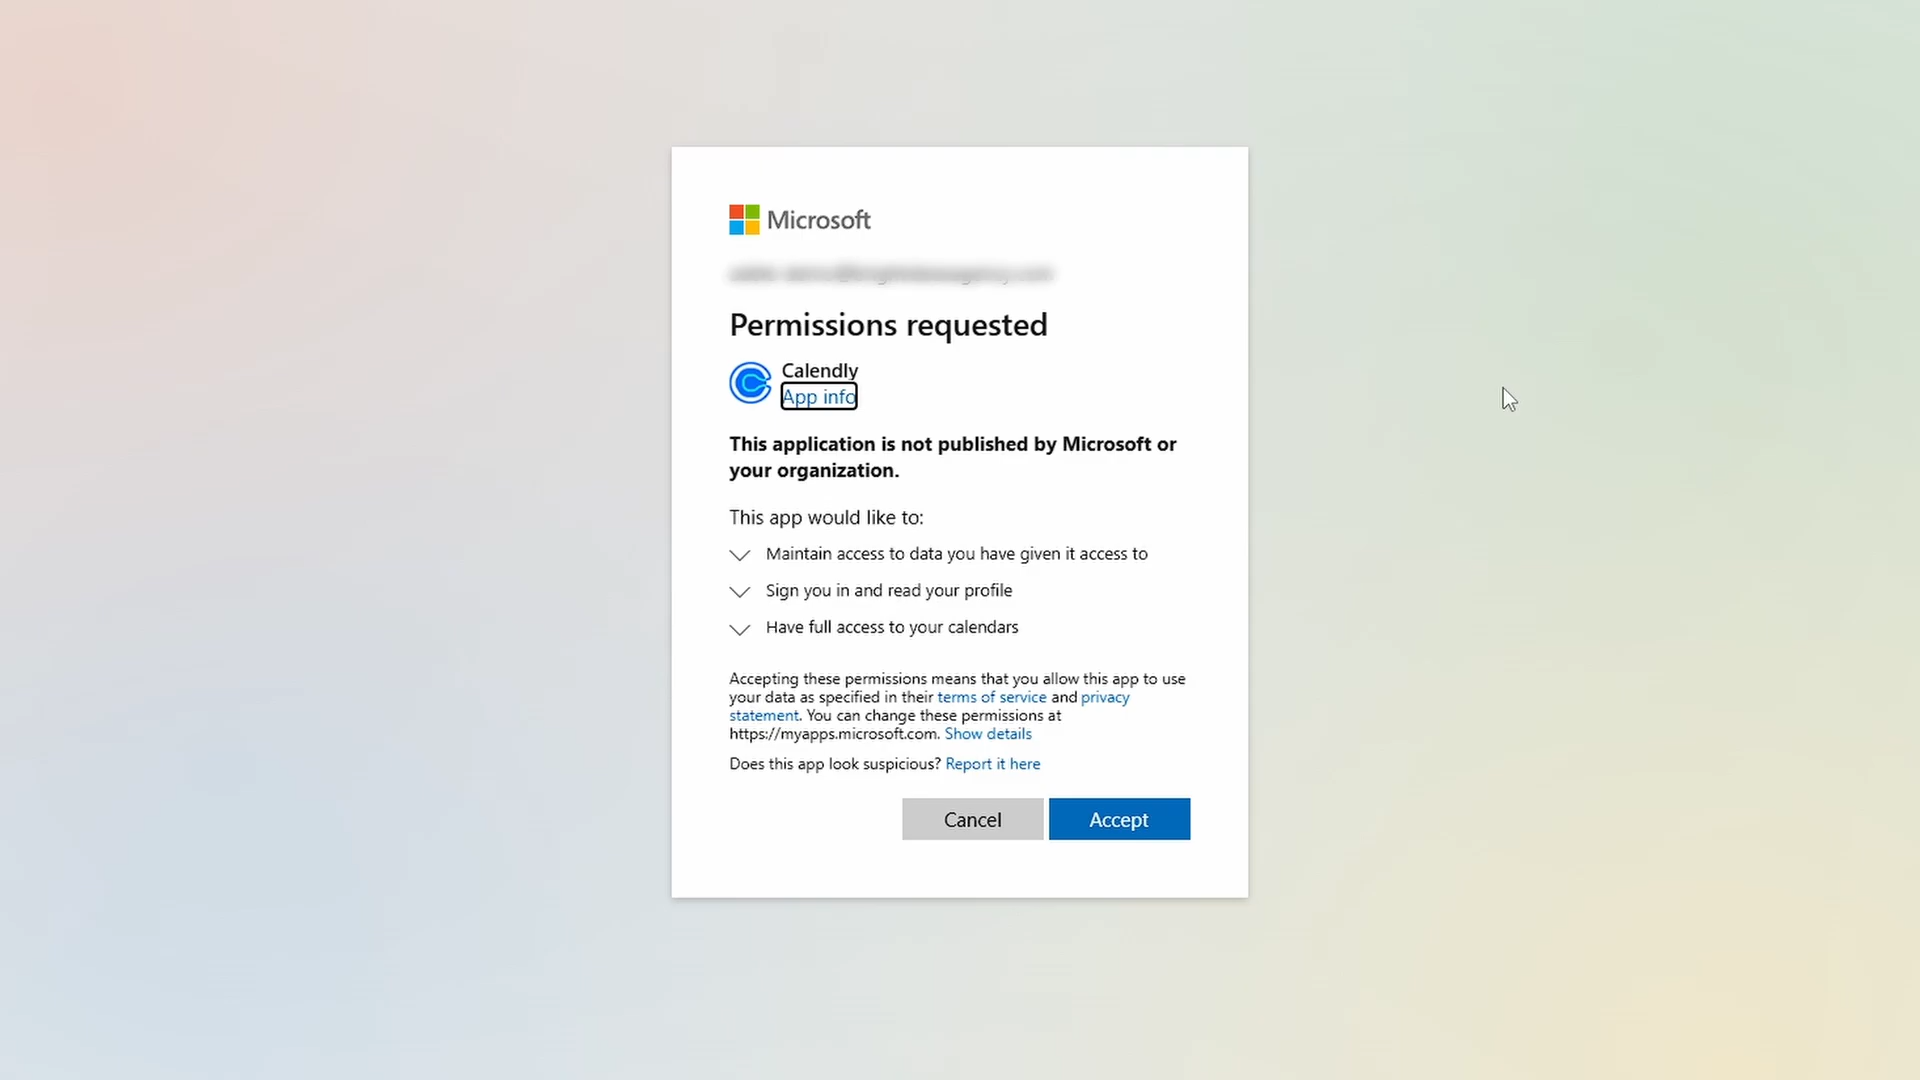 Microsoft
Permissions requested
Calendly
App info
This application is not published by Microsoft or
your organization.
This app would like to:
Maintain access to data you have given it access to
Sign you in and read your profile
Have full access to your calendars
Accepting these permissions means that you allow this app to use
your data as specified in their terms of service and privacy
statement. You can change these permissions at
https://myapps.microsoft.com. Show details
Does this app look suspicious? Report it here
Cancel Accept